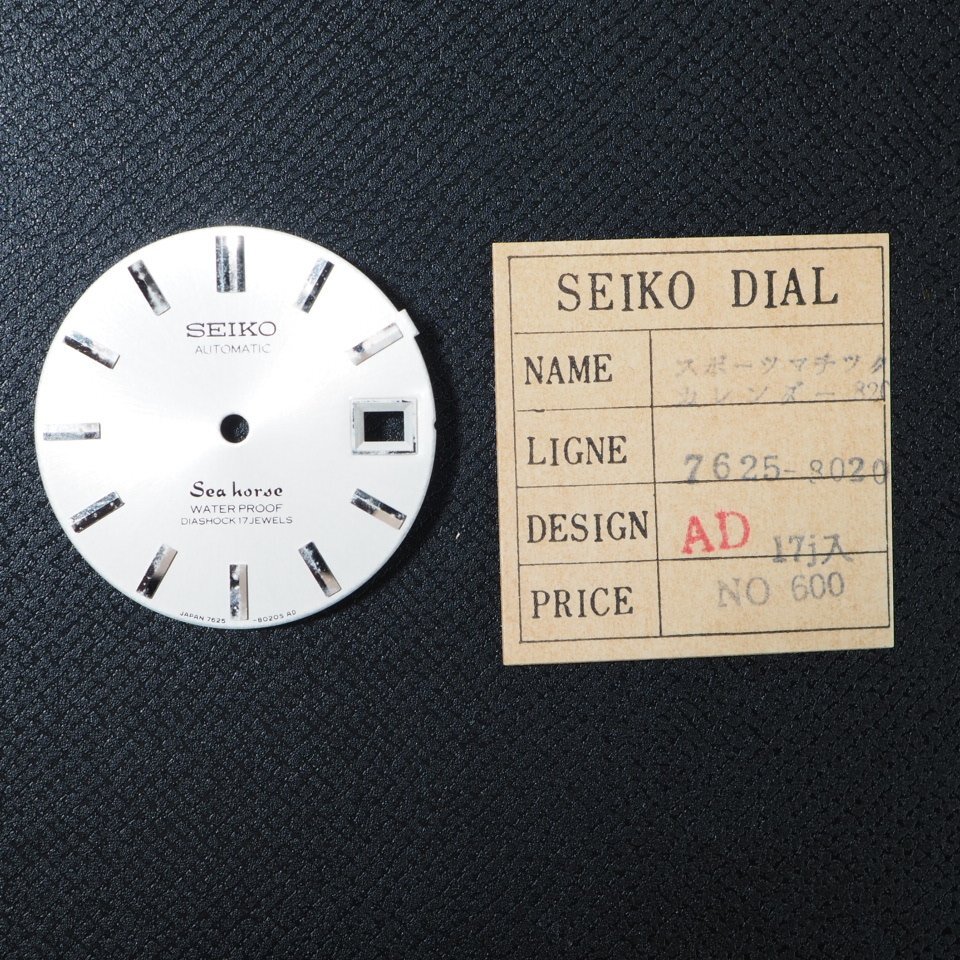 SEIKO
AUTOMATIC
Sea horse
WATER PROOF
DIASHOCK 17 JEWELS
JAPAN 7625 -8020S AD
SEIKO DIAL
NAME スポーツマチック
カレンダー 820
LIGNE 7625-8020
DESIGN AD 17j入
PRICE NO 600